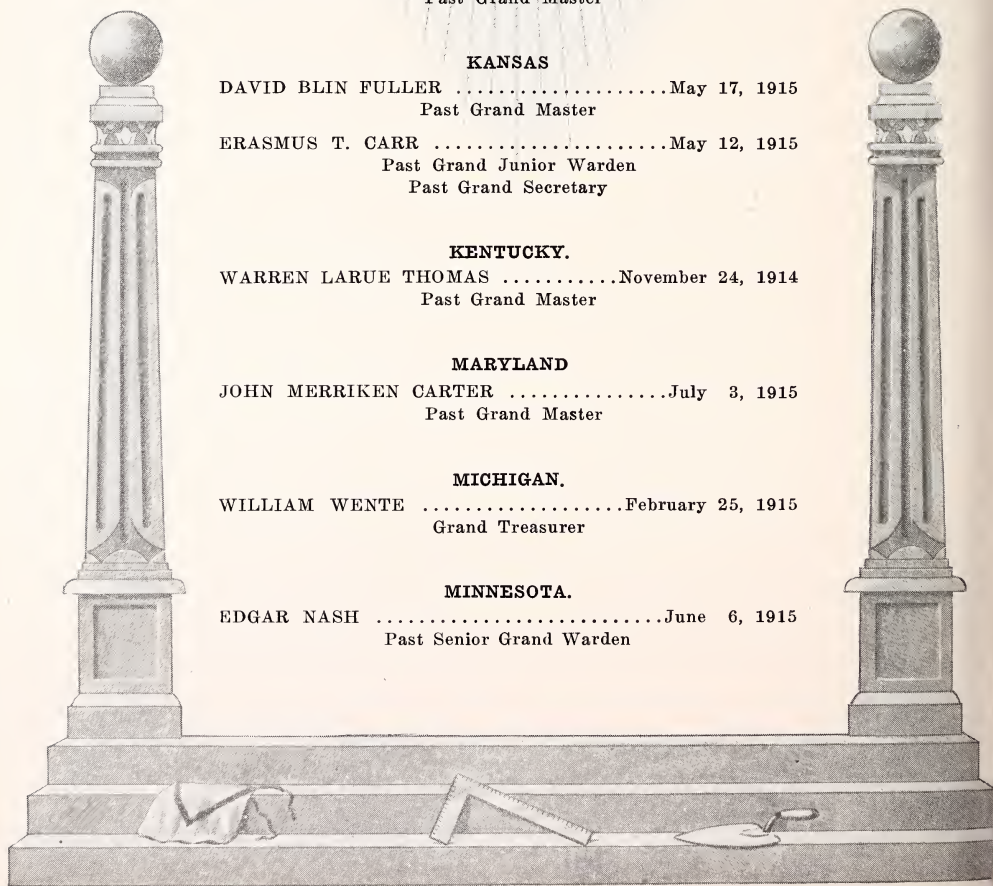 Past Grand Master
KANSAS
DAVID BLIN FULLER ....................May 17, 1915
Past Grand Master
ERASMUS T. CARR ......................May 12, 1915
Past Grand Junior Warden
Past Grand Secretary
KENTUCKY.
WARREN LARUE THOMAS ...........November 24, 1914
Past Grand Master
MARYLAND
JOHN MERRIKEN CARTER ...............July 3, 1915
Past Grand Master
MICHIGAN.
WILLIAM WENTE ...................February 25, 1915
Grand Treasurer
MINNESOTA.
EDGAR NASH ...........................June 6, 1915
Past Senior Grand Warden